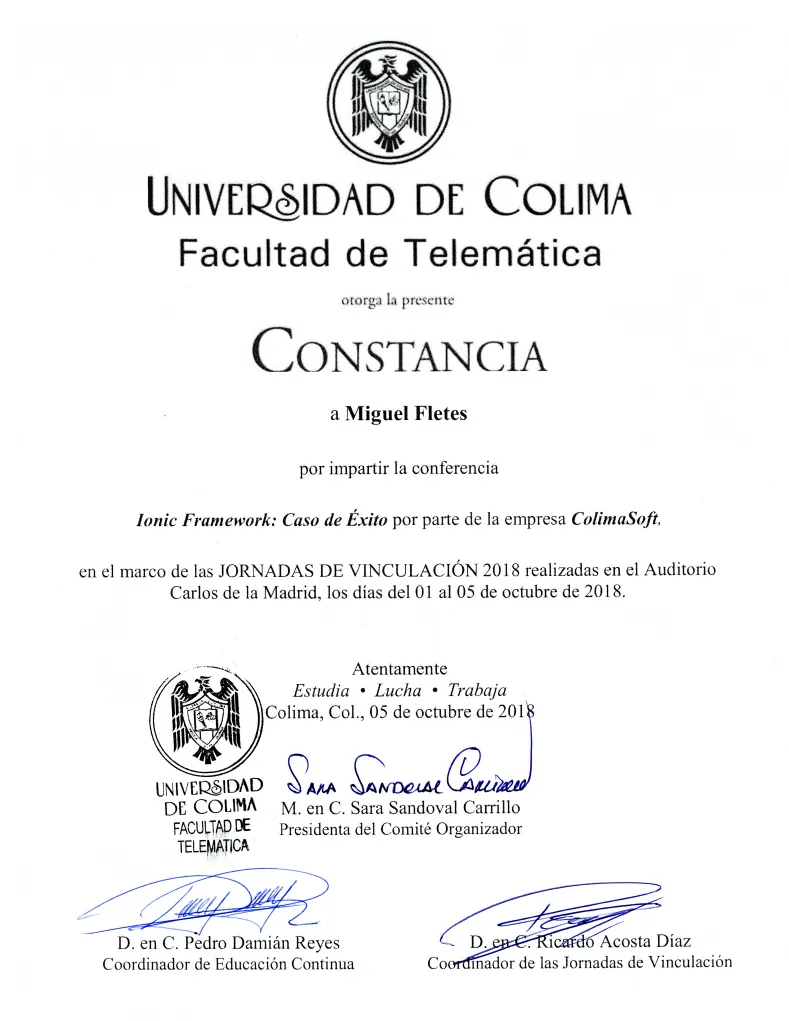 UNIVERSIDAD DE COLIMA
Facultad de Telemática
otorga la presente
CONSTANCIA
a Miguel Fletes
por impartir la conferencia
Ionic Framework: Caso de Éxito por parte de la empresa ColimaSoft,
en el marco de las JORNADAS DE VINCULACIÓN 2018 realizadas en el Auditorio
Carlos de la Madrid, los días del 01 al 05 de octubre de 2018.
Atentamente
Estudia • Lucha • Trabaja
Colima, Col., 05 de octubre de 2018
UNIVERSIDAD
DE COLIMA
FACULTAD DE
TELEMATICA
Sara Sandoval Carrillo
M. en C. Sara Sandoval Carrillo
Presidenta del Comité Organizador
D. en C. Pedro Damián Reyes
Coordinador de Educación Continua
D. en C. Ricardo Acosta Díaz
Coordinador de las Jornadas de Vinculación